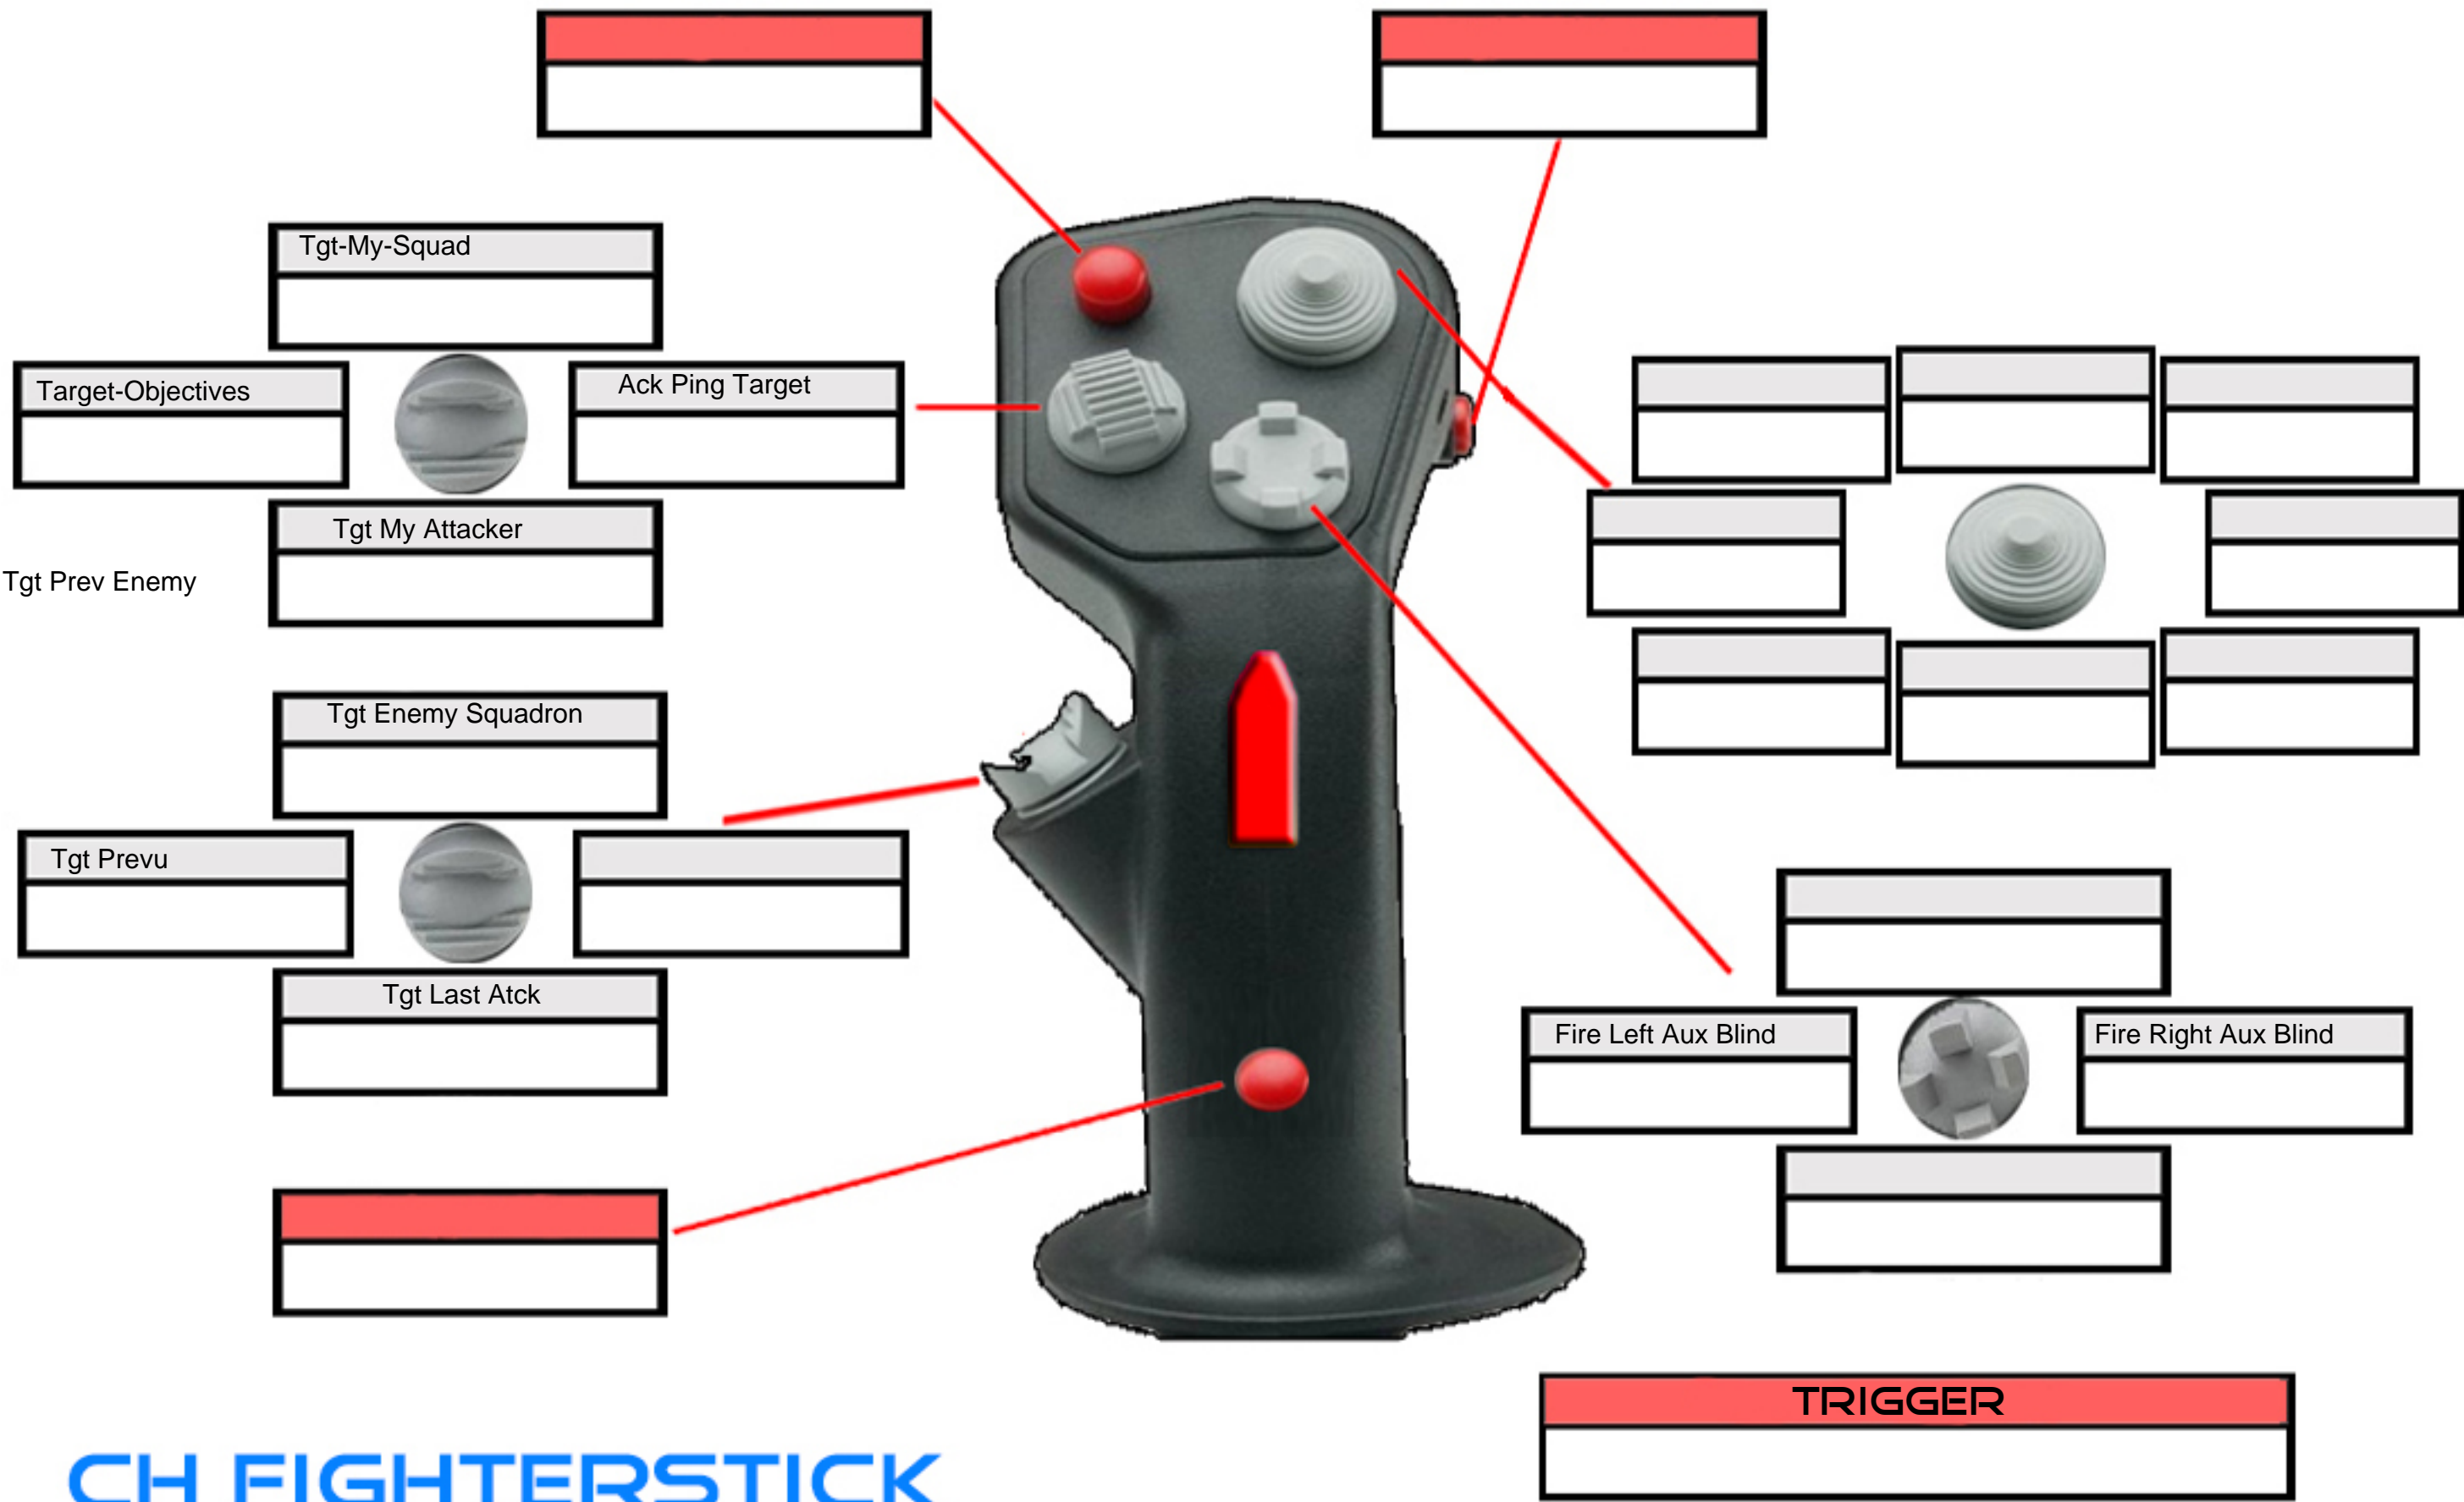 Tgt-My-Squad
Target-Objectives
Ack Ping Target
Tgt My Attacker
Tgt Prev Enemy
Tgt Enemy Squadron
Tgt Prevu
Tgt Last Atck
Fire Left Aux Blind
Fire Right Aux Blind
TRIGGER
CH FIGHTERSTICK